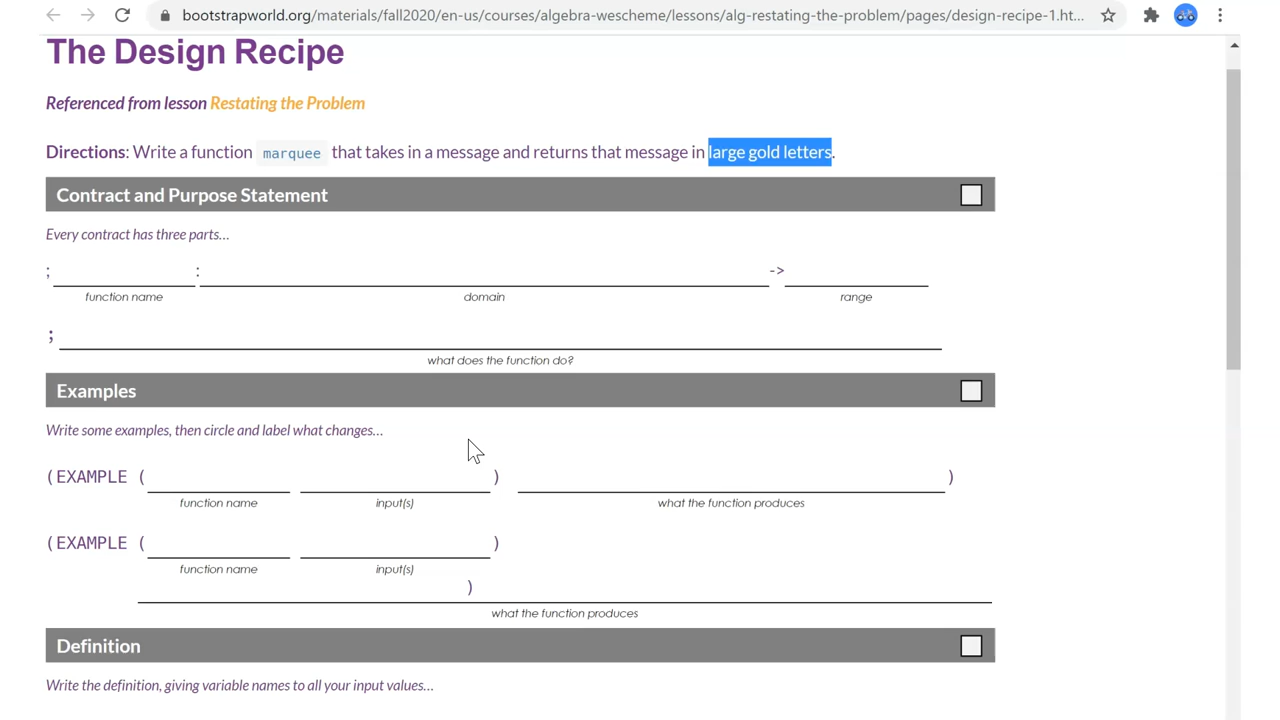 bootstrapworld.org/materials/fall2020/en-us/courses/algebra-wescheme/lessons/alg-restating-the-problem/pages/design-recipe-1.ht...
The Design Recipe
Referenced from lesson Restating the Problem
Directions: Write a function marquee that takes in a message and returns that message in large gold letters.
Contract and Purpose Statement
Every contract has three parts...
; : ->
function name domain range
;
what does the function do?
Examples
Write some examples, then circle and label what changes...
(EXAMPLE ( ) )
function name input(s) what the function produces
(EXAMPLE ( )
function name input(s)
)
what the function produces
Definition
Write the definition, giving variable names to all your input values...